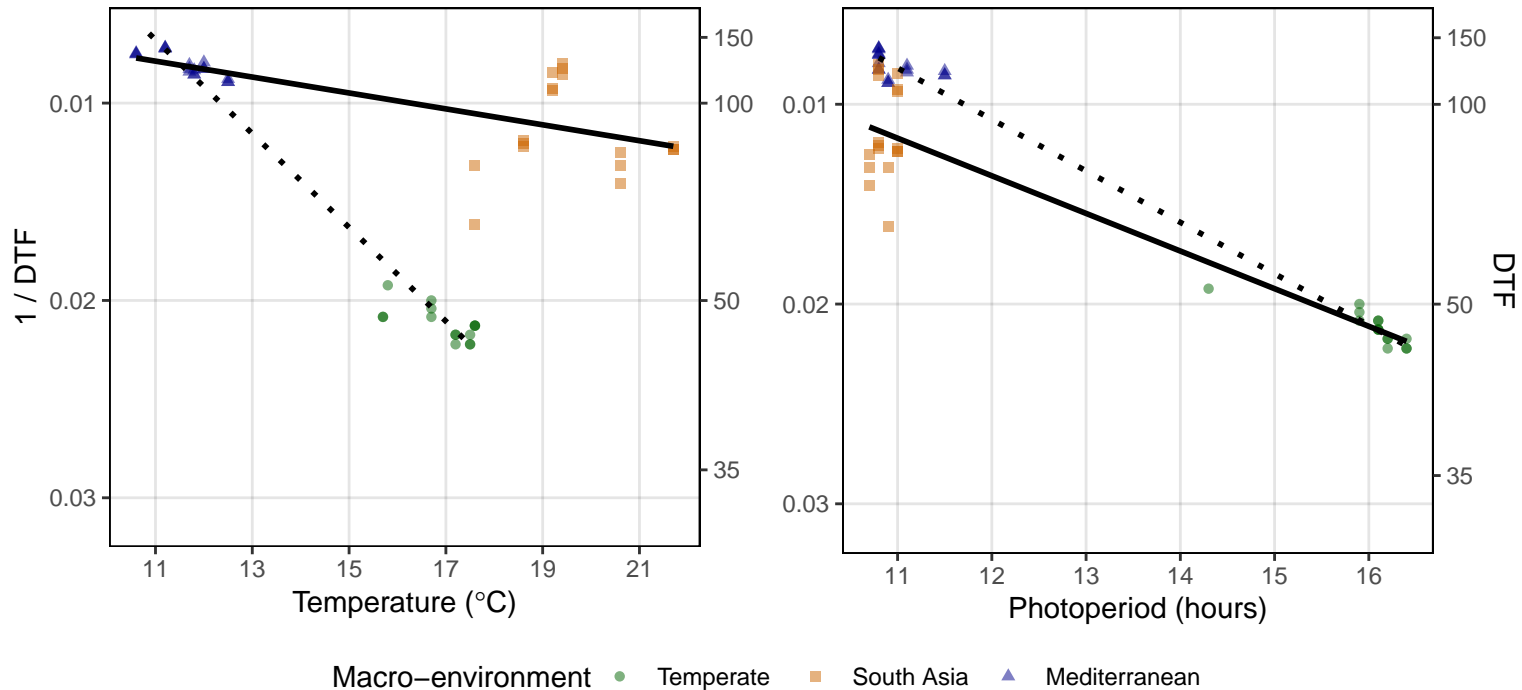 1 / DTF
0.01
0.02
0.03
150
100
50
35
11 13 15 17 19 21
Temperature (°C)
0.01
0.02
0.03
150
100
50
35
DTF
11 12 13 14 15 16
Photoperiod (hours)
Macro−environment Temperate South Asia Mediterranean